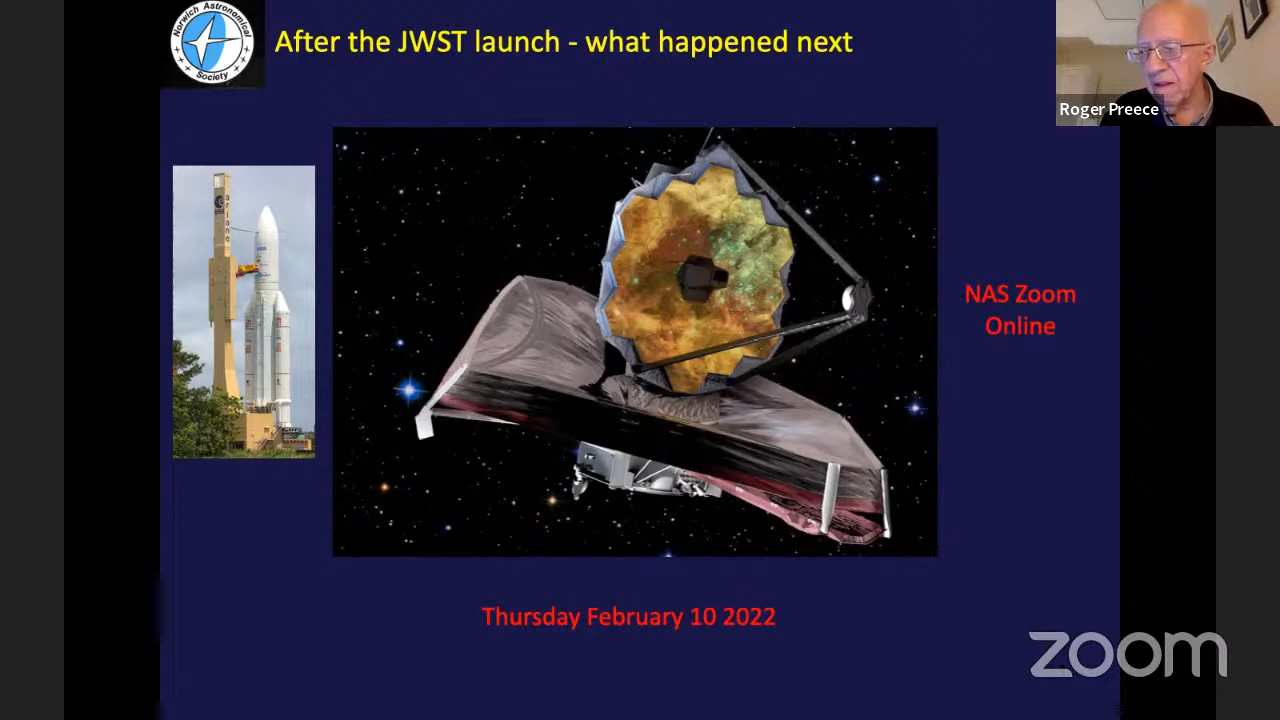 Norwich Astronomical
Society
After the JWST launch - what happened next
Roger Preece
ariane
NAS Zoom
Online
Thursday February 10 2022
zoom